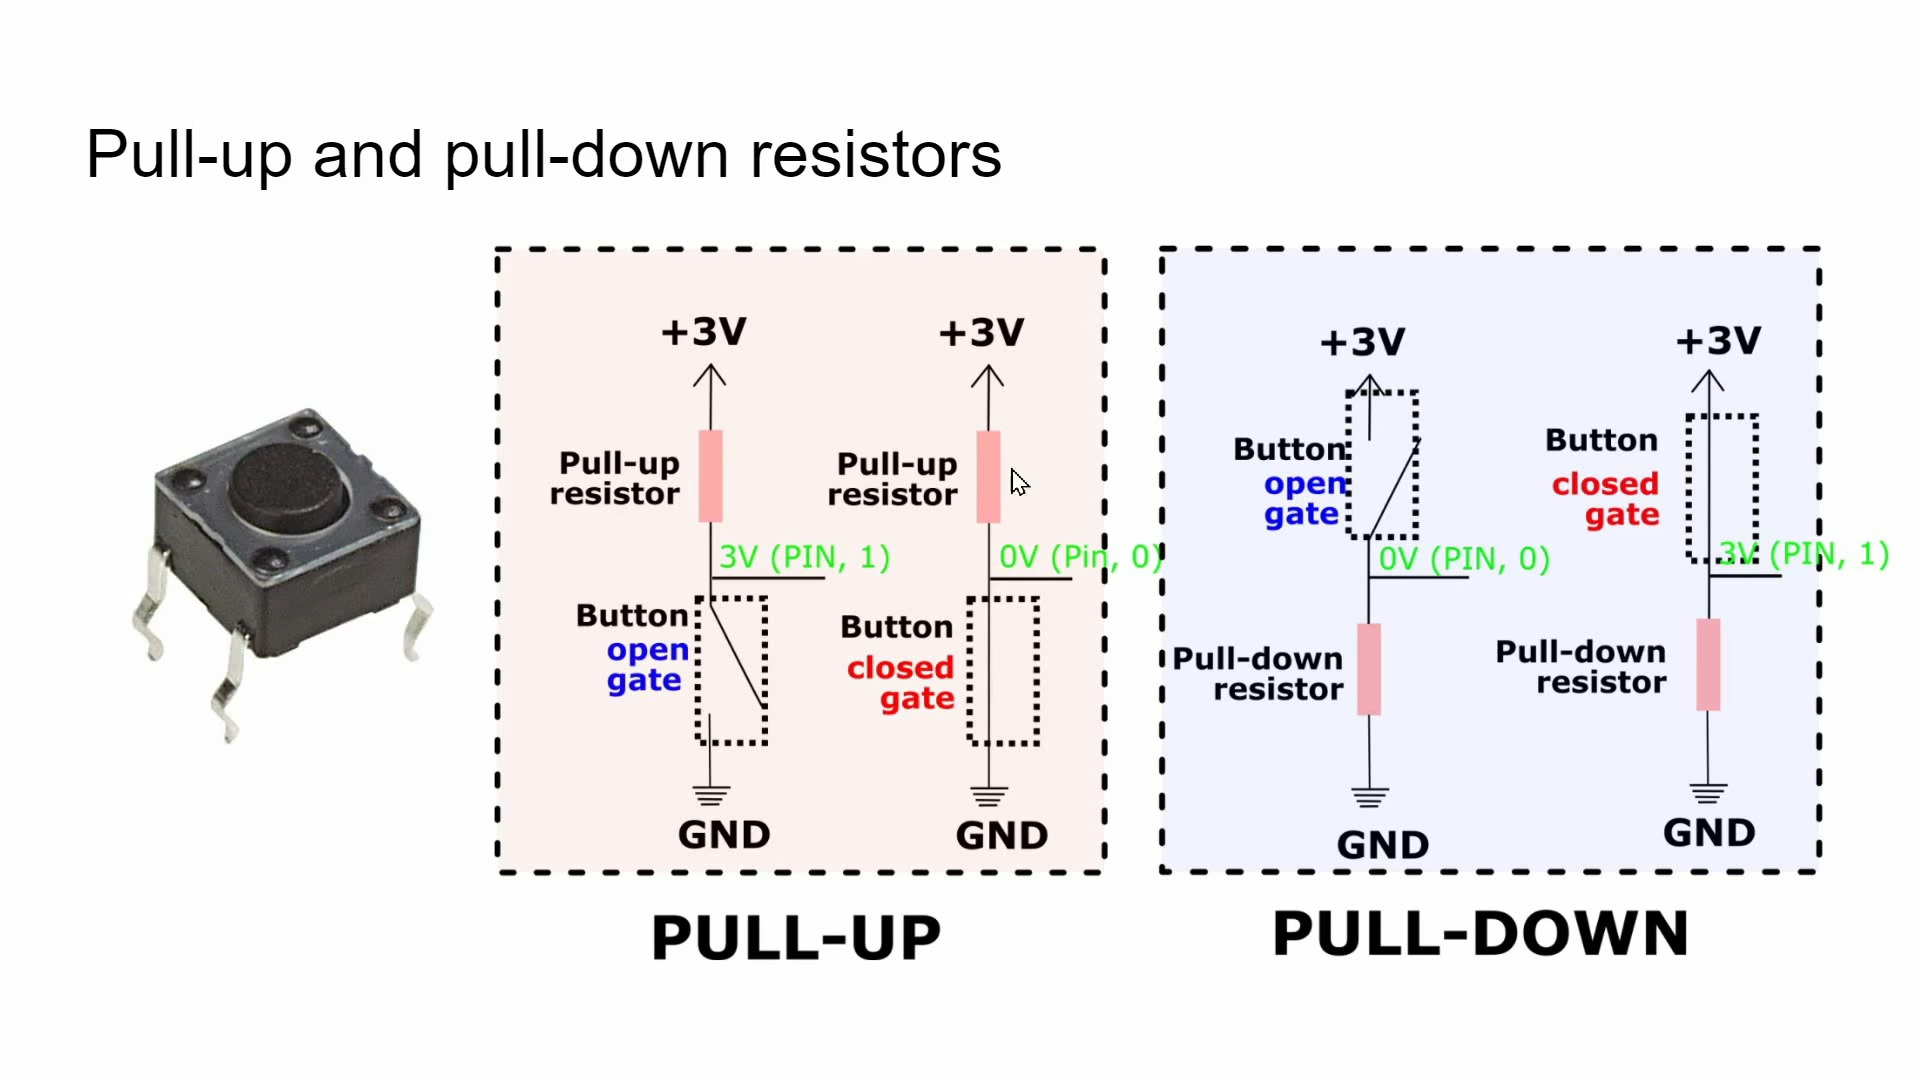 Pull-up and pull-down resistors
+3V
Pull-up
resistor
3V (PIN, 1)
Button
open
gate
GND
+3V
Pull-up
resistor
0V (Pin, 0)
Button
closed
gate
GND
PULL-UP
+3V
Button
open
gate
0V (PIN, 0)
Pull-down
resistor
GND
+3V
Button
closed
gate
3V (PIN, 1)
Pull-down
resistor
GND
PULL-DOWN